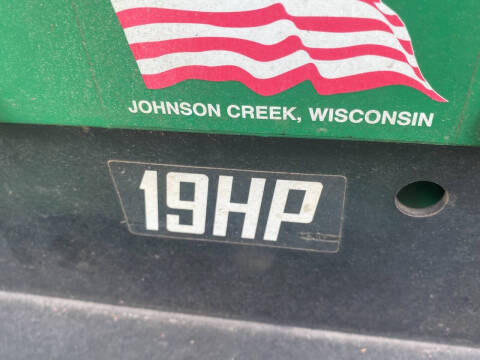 JOHNSON CREEK, WISCONSIN
19HP